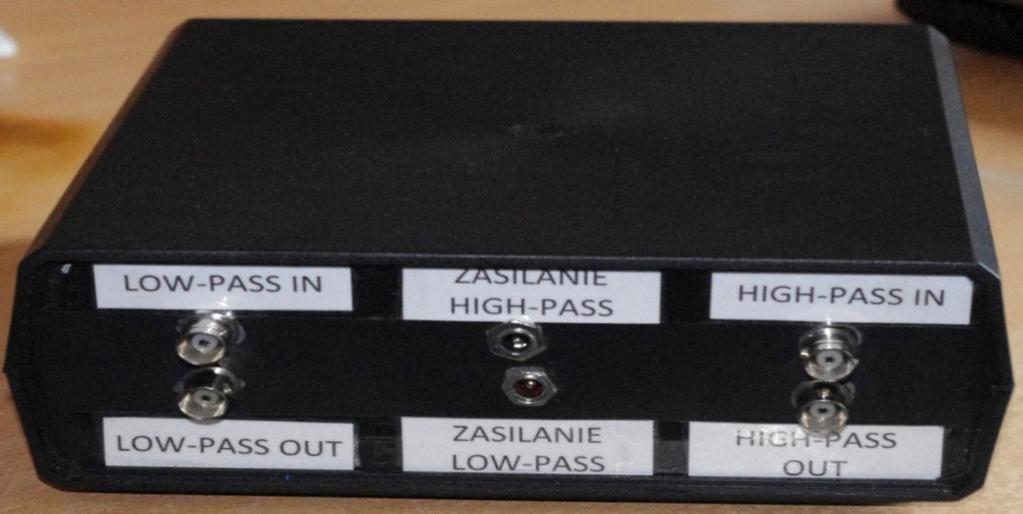 LOW-PASS IN
ZASILANIE
HIGH-PASS
HIGH-PASS IN
LOW-PASS OUT
ZASILANIE
LOW-PASS
HIGH-PASS
OUT